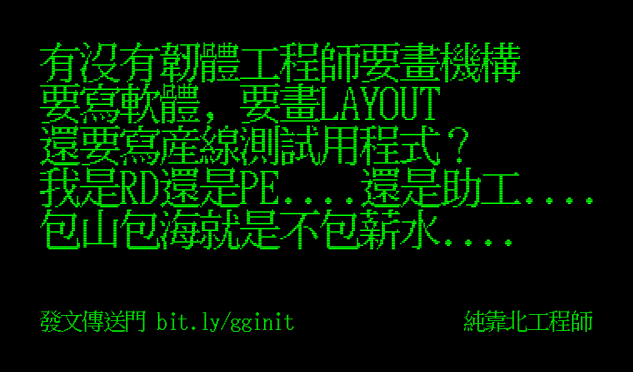 有沒有韌體工程師要畫機構
要寫軟體, 要畫LAYOUT
還要寫產線測試用程式？
我是RD還是PE....還是助工....
包山包海就是不包薪水....
發文傳送門 bit.ly/gginit
純靠北工程師